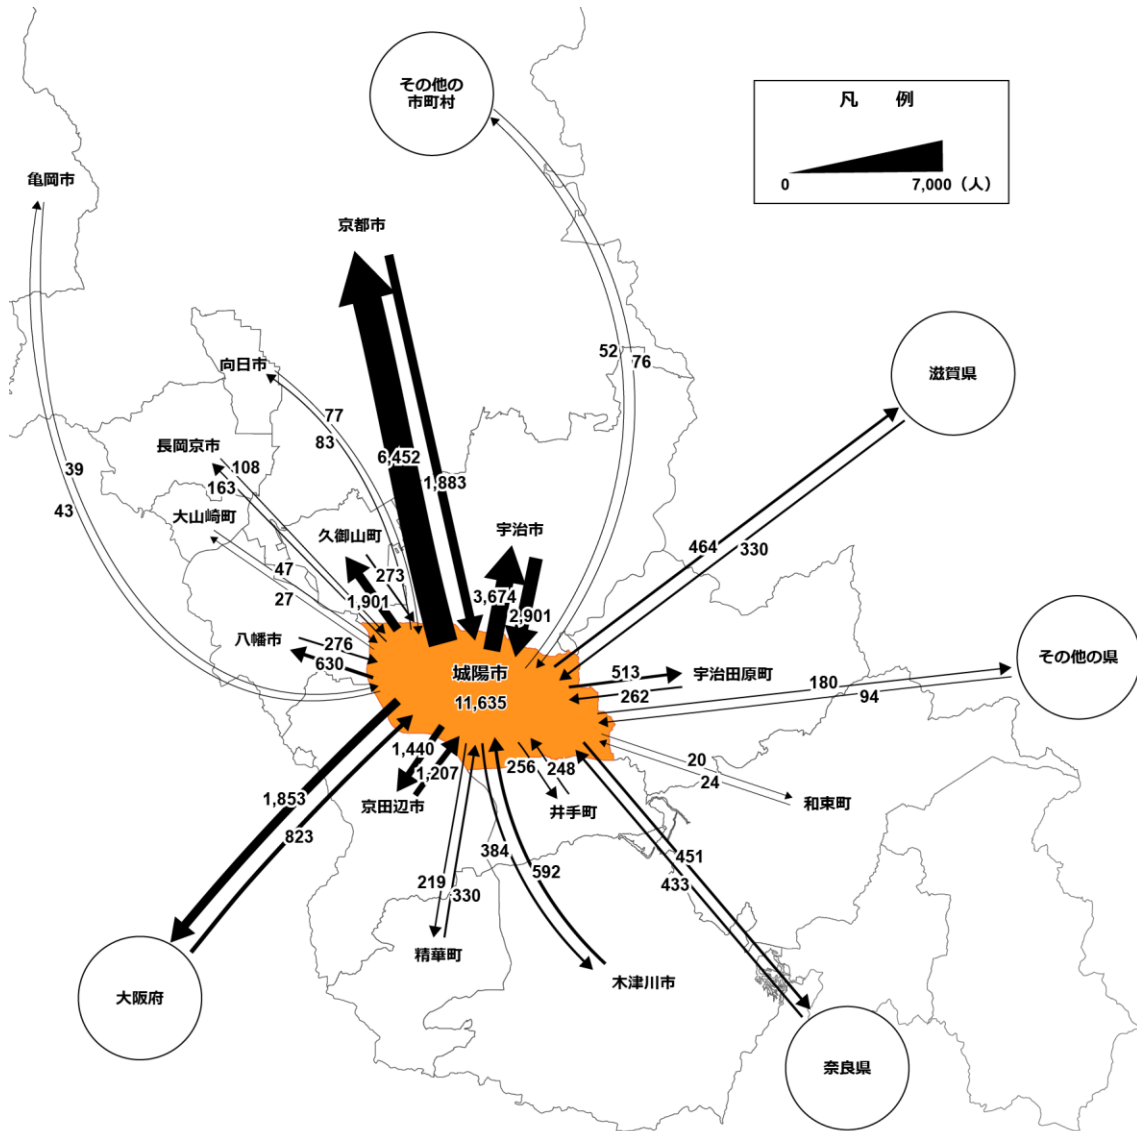 その他の
市町村
凡　例
0
7,000（人）
亀岡市
京都市
52
76
滋賀県
向日市
77
83
長岡京市
108
163
6,452
1,883
39
43
大山崎町
久御山町
宇治市
464
330
273
47
27
1,901
3,674
2,901
八幡市
276
630
城陽市
11,635
513
262
宇治田原町
その他の県
180
94
1,440
1,207
256
248
20
24
京田辺市
井手町
和束町
1,853
823
384
592
451
433
219
330
精華町
木津川市
大阪府
奈良県